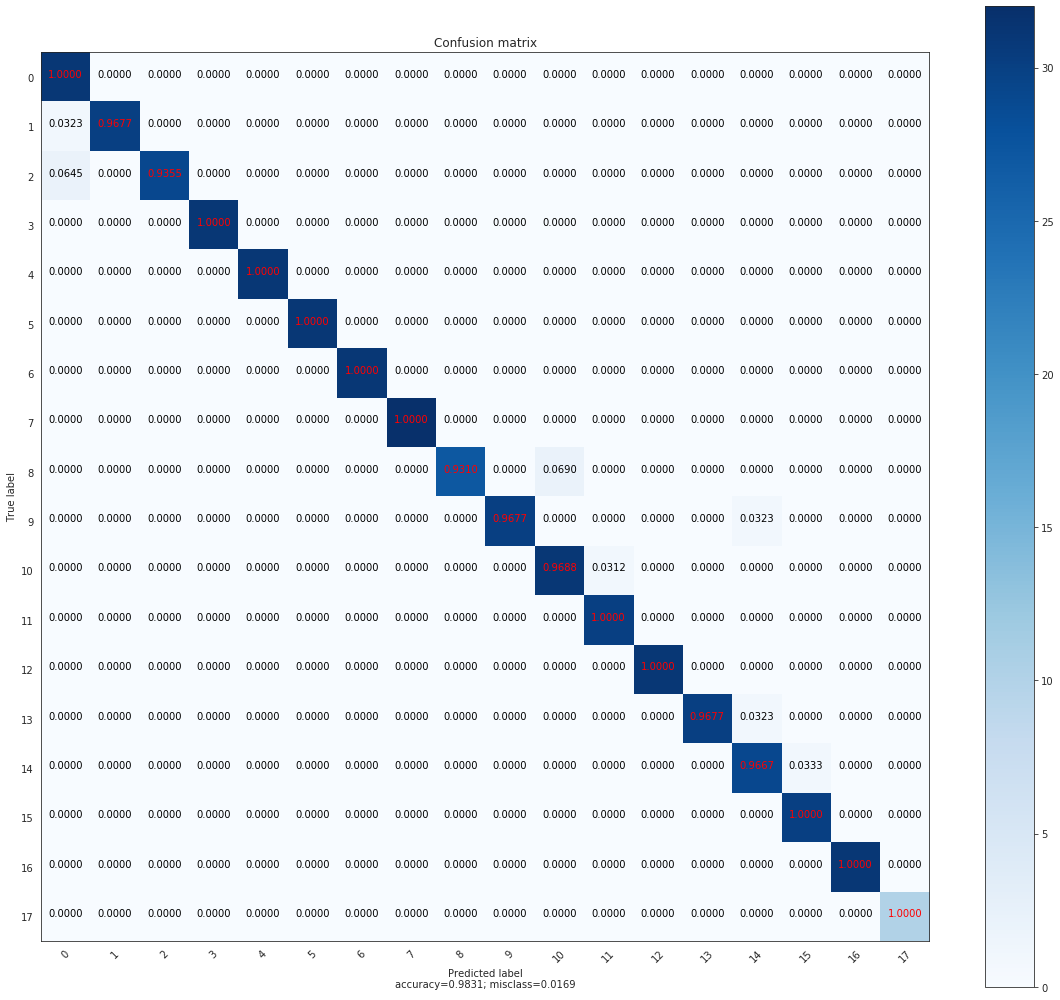 Confusion matrix
0 1.0000 0.0000 0.0000 0.0000 0.0000 0.0000 0.0000 0.0000 0.0000 0.0000 0.0000 0.0000 0.0000 0.0000 0.0000 0.0000 0.0000 0.0000
1 0.0323 0.9677 0.0000 0.0000 0.0000 0.0000 0.0000 0.0000 0.0000 0.0000 0.0000 0.0000 0.0000 0.0000 0.0000 0.0000 0.0000 0.0000
2 0.0645 0.0000 0.9355 0.0000 0.0000 0.0000 0.0000 0.0000 0.0000 0.0000 0.0000 0.0000 0.0000 0.0000 0.0000 0.0000 0.0000 0.0000
3 0.0000 0.0000 0.0000 1.0000 0.0000 0.0000 0.0000 0.0000 0.0000 0.0000 0.0000 0.0000 0.0000 0.0000 0.0000 0.0000 0.0000 0.0000
4 0.0000 0.0000 0.0000 0.0000 1.0000 0.0000 0.0000 0.0000 0.0000 0.0000 0.0000 0.0000 0.0000 0.0000 0.0000 0.0000 0.0000 0.0000
5 0.0000 0.0000 0.0000 0.0000 0.0000 1.0000 0.0000 0.0000 0.0000 0.0000 0.0000 0.0000 0.0000 0.0000 0.0000 0.0000 0.0000 0.0000
6 0.0000 0.0000 0.0000 0.0000 0.0000 0.0000 1.0000 0.0000 0.0000 0.0000 0.0000 0.0000 0.0000 0.0000 0.0000 0.0000 0.0000 0.0000
7 0.0000 0.0000 0.0000 0.0000 0.0000 0.0000 0.0000 1.0000 0.0000 0.0000 0.0000 0.0000 0.0000 0.0000 0.0000 0.0000 0.0000 0.0000
8 0.0000 0.0000 0.0000 0.0000 0.0000 0.0000 0.0000 0.0000 0.0000 0.0690 0.0000 0.0000 0.0000 0.0000 0.0000 0.0000 0.0000
9 0.0000 0.0000 0.0000 0.0000 0.0000 0.0000 0.0000 0.0000 0.0000 0.9677 0.0000 0.0000 0.0000 0.0000 0.0323 0.0000 0.0000 0.0000
10 0.0000 0.0000 0.0000 0.0000 0.0000 0.0000 0.0000 0.0000 0.0000 0.0000 0.9688 0.0312 0.0000 0.0000 0.0000 0.0000 0.0000 0.0000
11 0.0000 0.0000 0.0000 0.0000 0.0000 0.0000 0.0000 0.0000 0.0000 0.0000 0.0000 1.0000 0.0000 0.0000 0.0000 0.0000 0.0000 0.0000
12 0.0000 0.0000 0.0000 0.0000 0.0000 0.0000 0.0000 0.0000 0.0000 0.0000 0.0000 0.0000 1.0000 0.0000 0.0000 0.0000 0.0000 0.0000
13 0.0000 0.0000 0.0000 0.0000 0.0000 0.0000 0.0000 0.0000 0.0000 0.0000 0.0000 0.0000 0.0000 0.9677 0.0323 0.0000 0.0000 0.0000
14 0.0000 0.0000 0.0000 0.0000 0.0000 0.0000 0.0000 0.0000 0.0000 0.0000 0.0000 0.0000 0.0000 0.0000 0.9667 0.0333 0.0000 0.0000
15 0.0000 0.0000 0.0000 0.0000 0.0000 0.0000 0.0000 0.0000 0.0000 0.0000 0.0000 0.0000 0.0000 0.0000 0.0000 1.0000 0.0000 0.0000
16 0.0000 0.0000 0.0000 0.0000 0.0000 0.0000 0.0000 0.0000 0.0000 0.0000 0.0000 0.0000 0.0000 0.0000 0.0000 0.0000 1.0000 0.0000
17 0.0000 0.0000 0.0000 0.0000 0.0000 0.0000 0.0000 0.0000 0.0000 0.0000 0.0000 0.0000 0.0000 0.0000 0.0000 0.0000 0.0000 1.0000
0 1 2 3 4 5 6 7 8 9 10 11 12 13 14 15 16 17
True label
Predicted label
accuracy=0.9831; misclass=0.0169
30
25
20
15
10
5
0